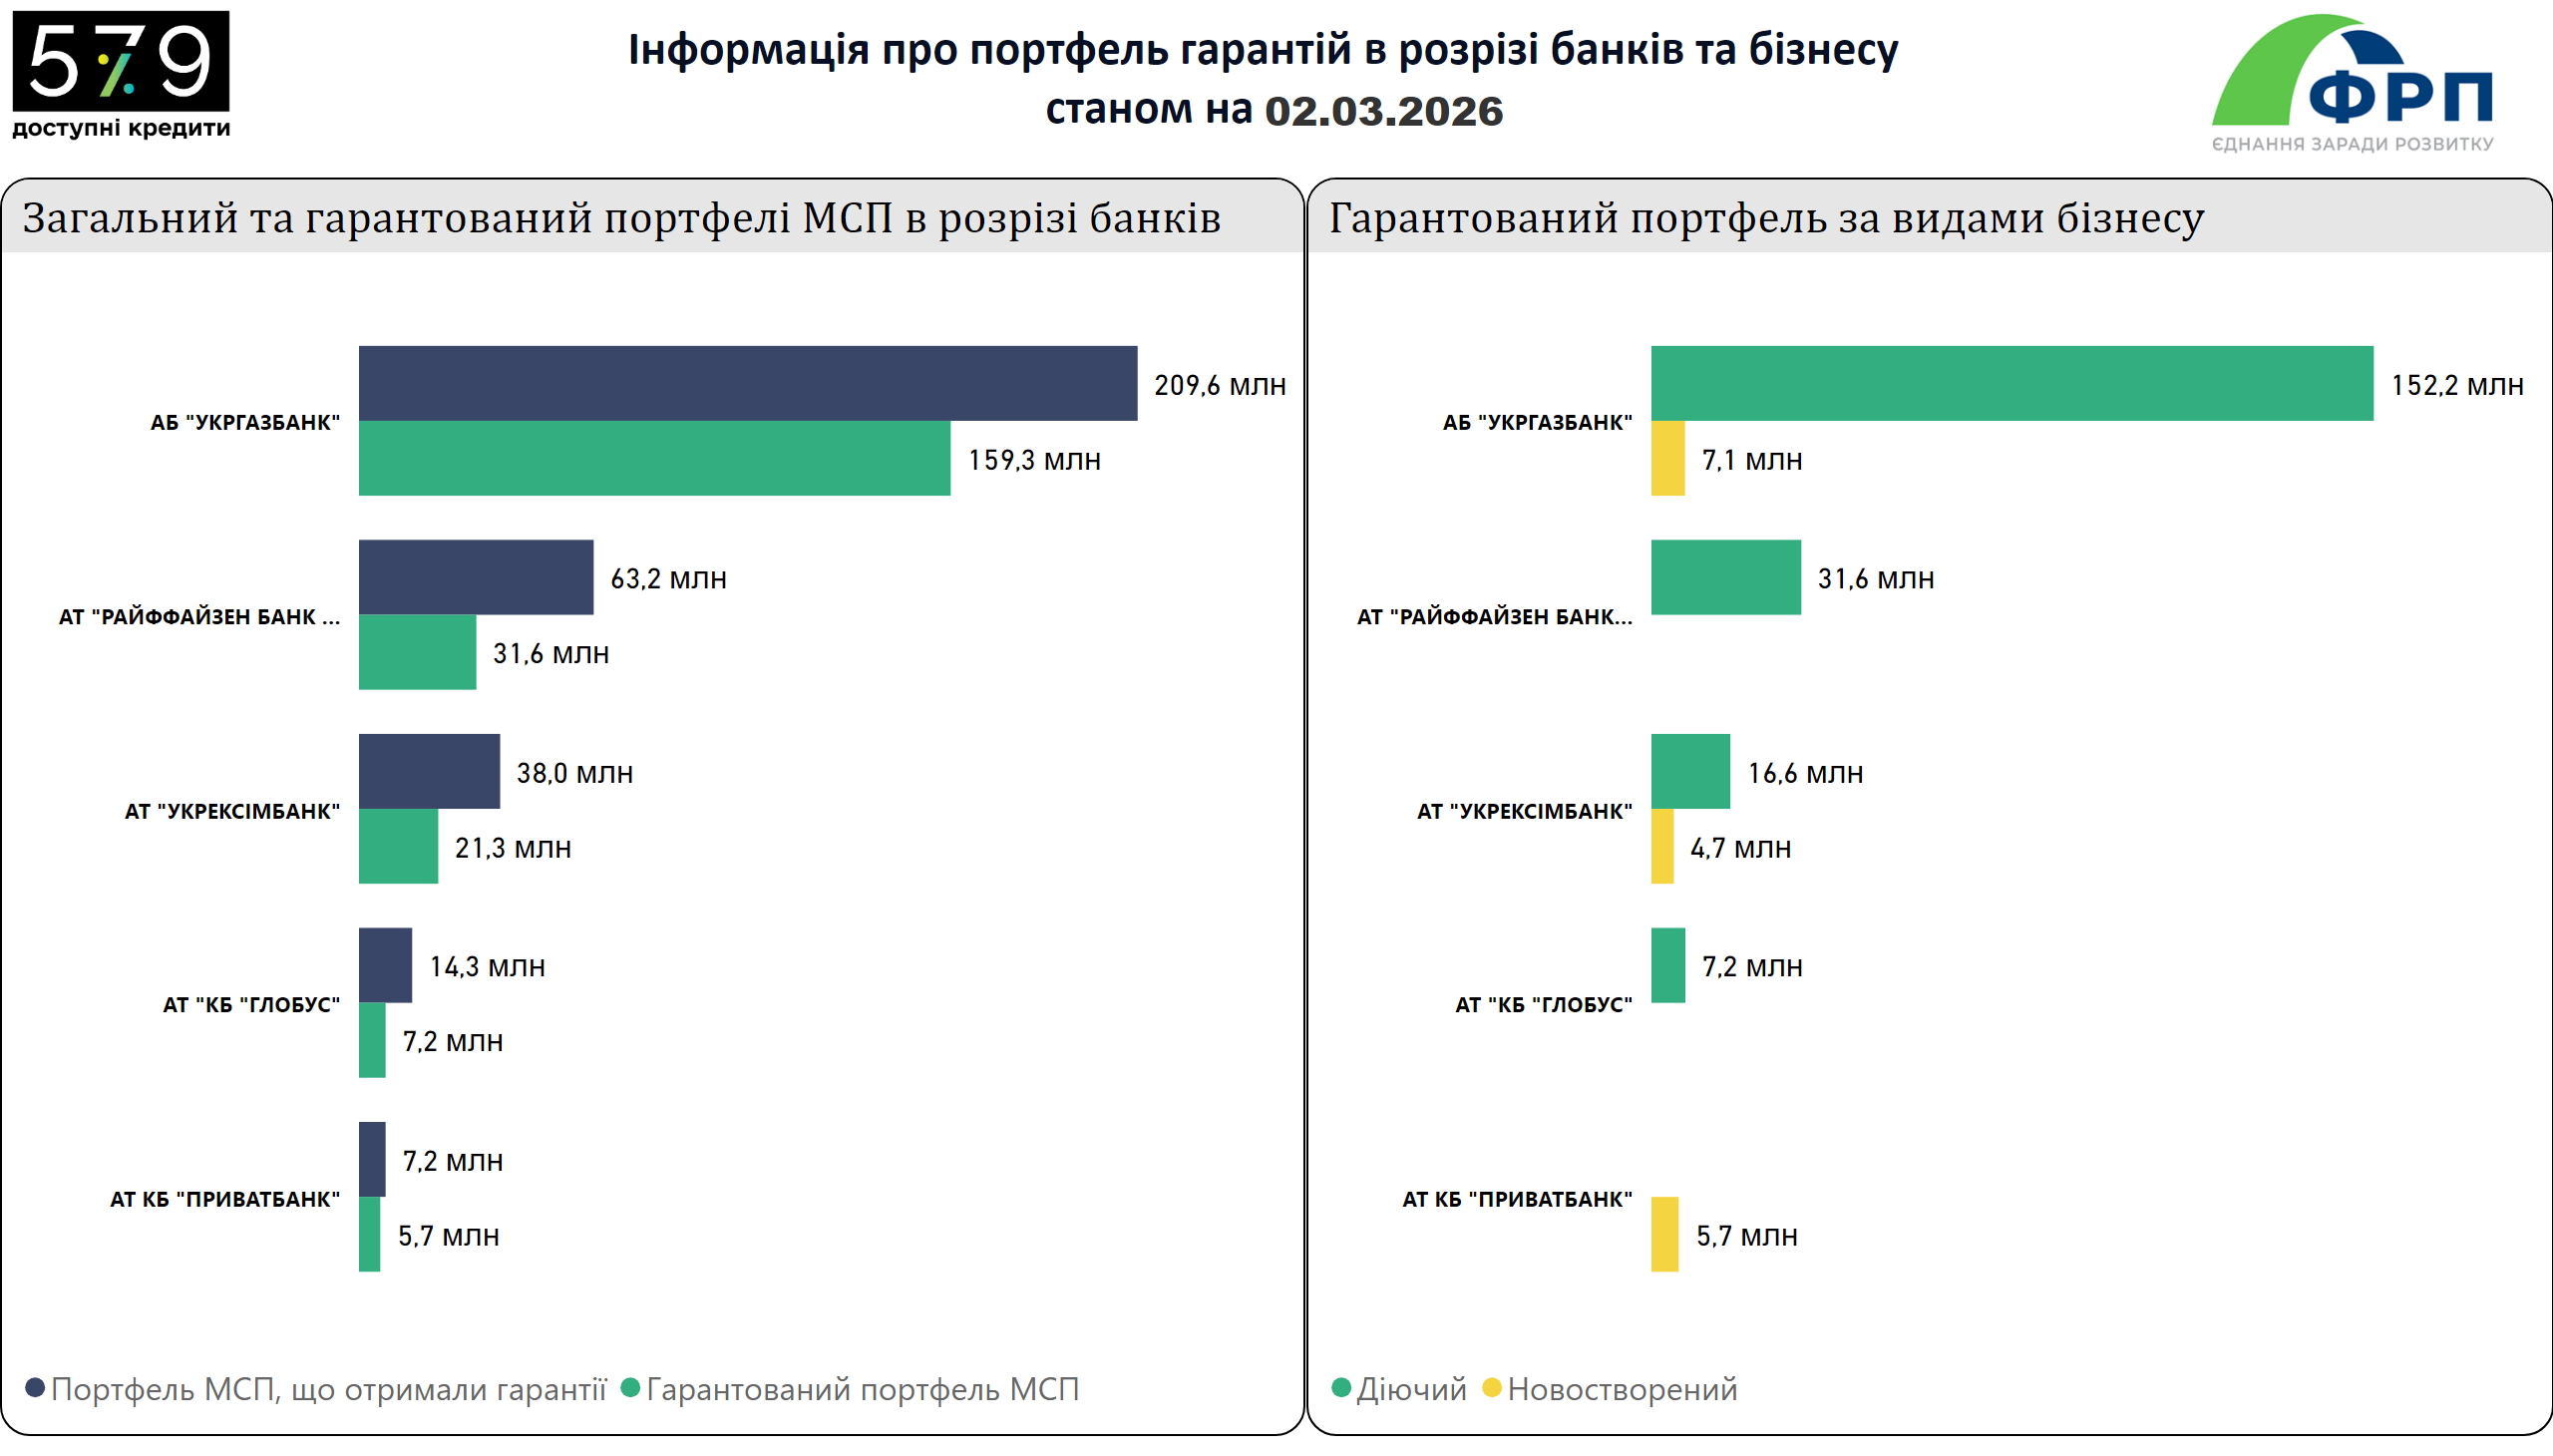 579
доступні кредити
Інформація про портфель гарантій в розрізі банків та бізнесу
станом на 02.03.2026
ФРП
ЄДНАННЯ ЗАРАДИ РОЗВИТКУ
Загальний та гарантований портфелі МСП в розрізі банків
АБ "УКРГАЗБАНК"
209,6 млн
159,3 млн
АТ "РАЙФФАЙЗЕН БАНК ...
63,2 млн
31,6 млн
АТ "УКРЕКСІМБАНК"
38,0 млн
21,3 млн
АТ "КБ "ГЛОБУС"
14,3 млн
7,2 млн
АТ КБ "ПРИВАТБАНК"
7,2 млн
5,7 млн
Портфель МСП, що отримали гарантії Гарантований портфель МСП
Гарантований портфель за видами бізнесу
АБ "УКРГАЗБАНК"
152,2 млн
7,1 млн
АТ "РАЙФФАЙЗЕН БАНК...
31,6 млн
АТ "УКРЕКСІМБАНК"
16,6 млн
4,7 млн
АТ "КБ "ГЛОБУС"
7,2 млн
АТ КБ "ПРИВАТБАНК"
5,7 млн
Діючий Новостворений